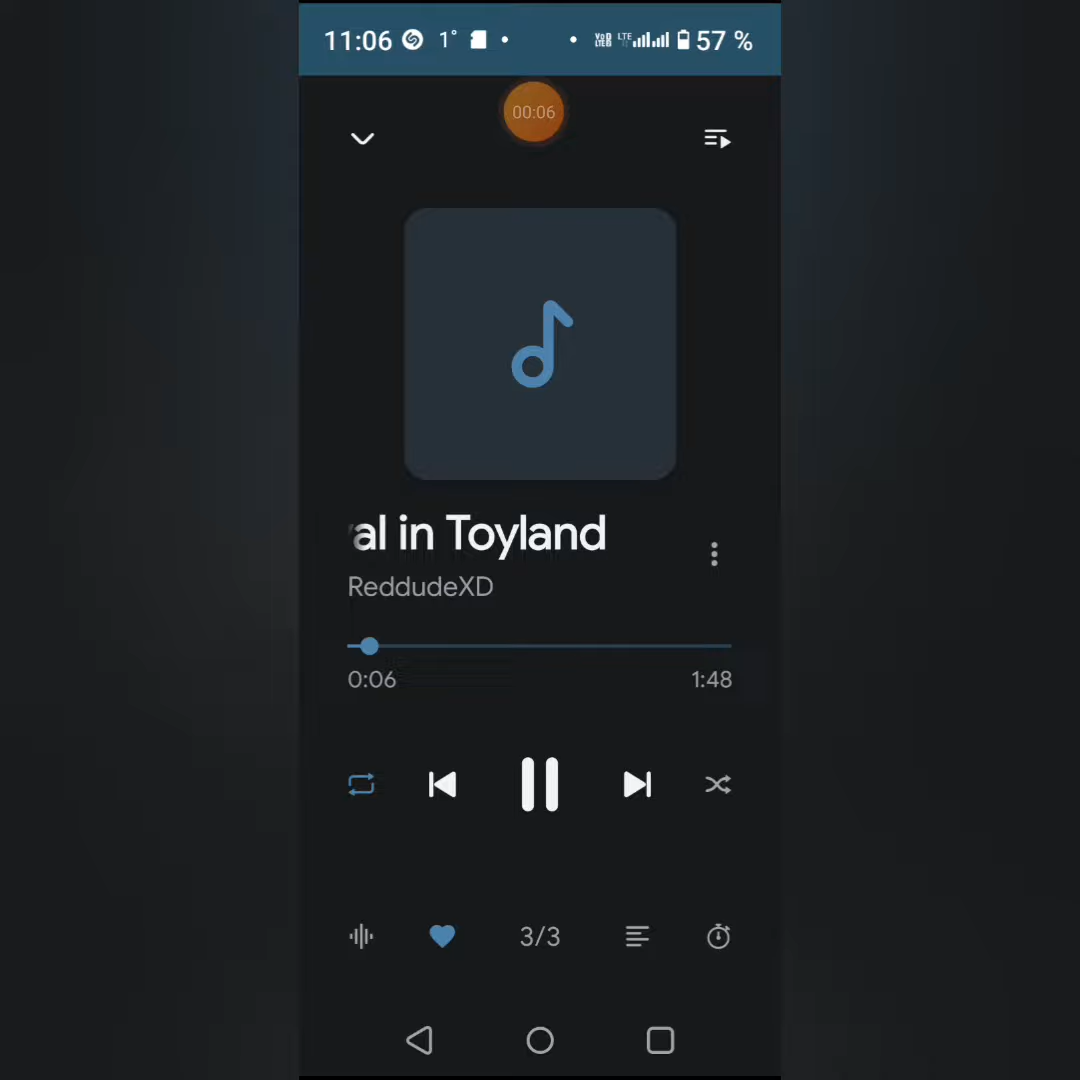 11:06 1° 57 %
00:06
al in Toyland
ReddudeXD
0:06 1:48
3/3